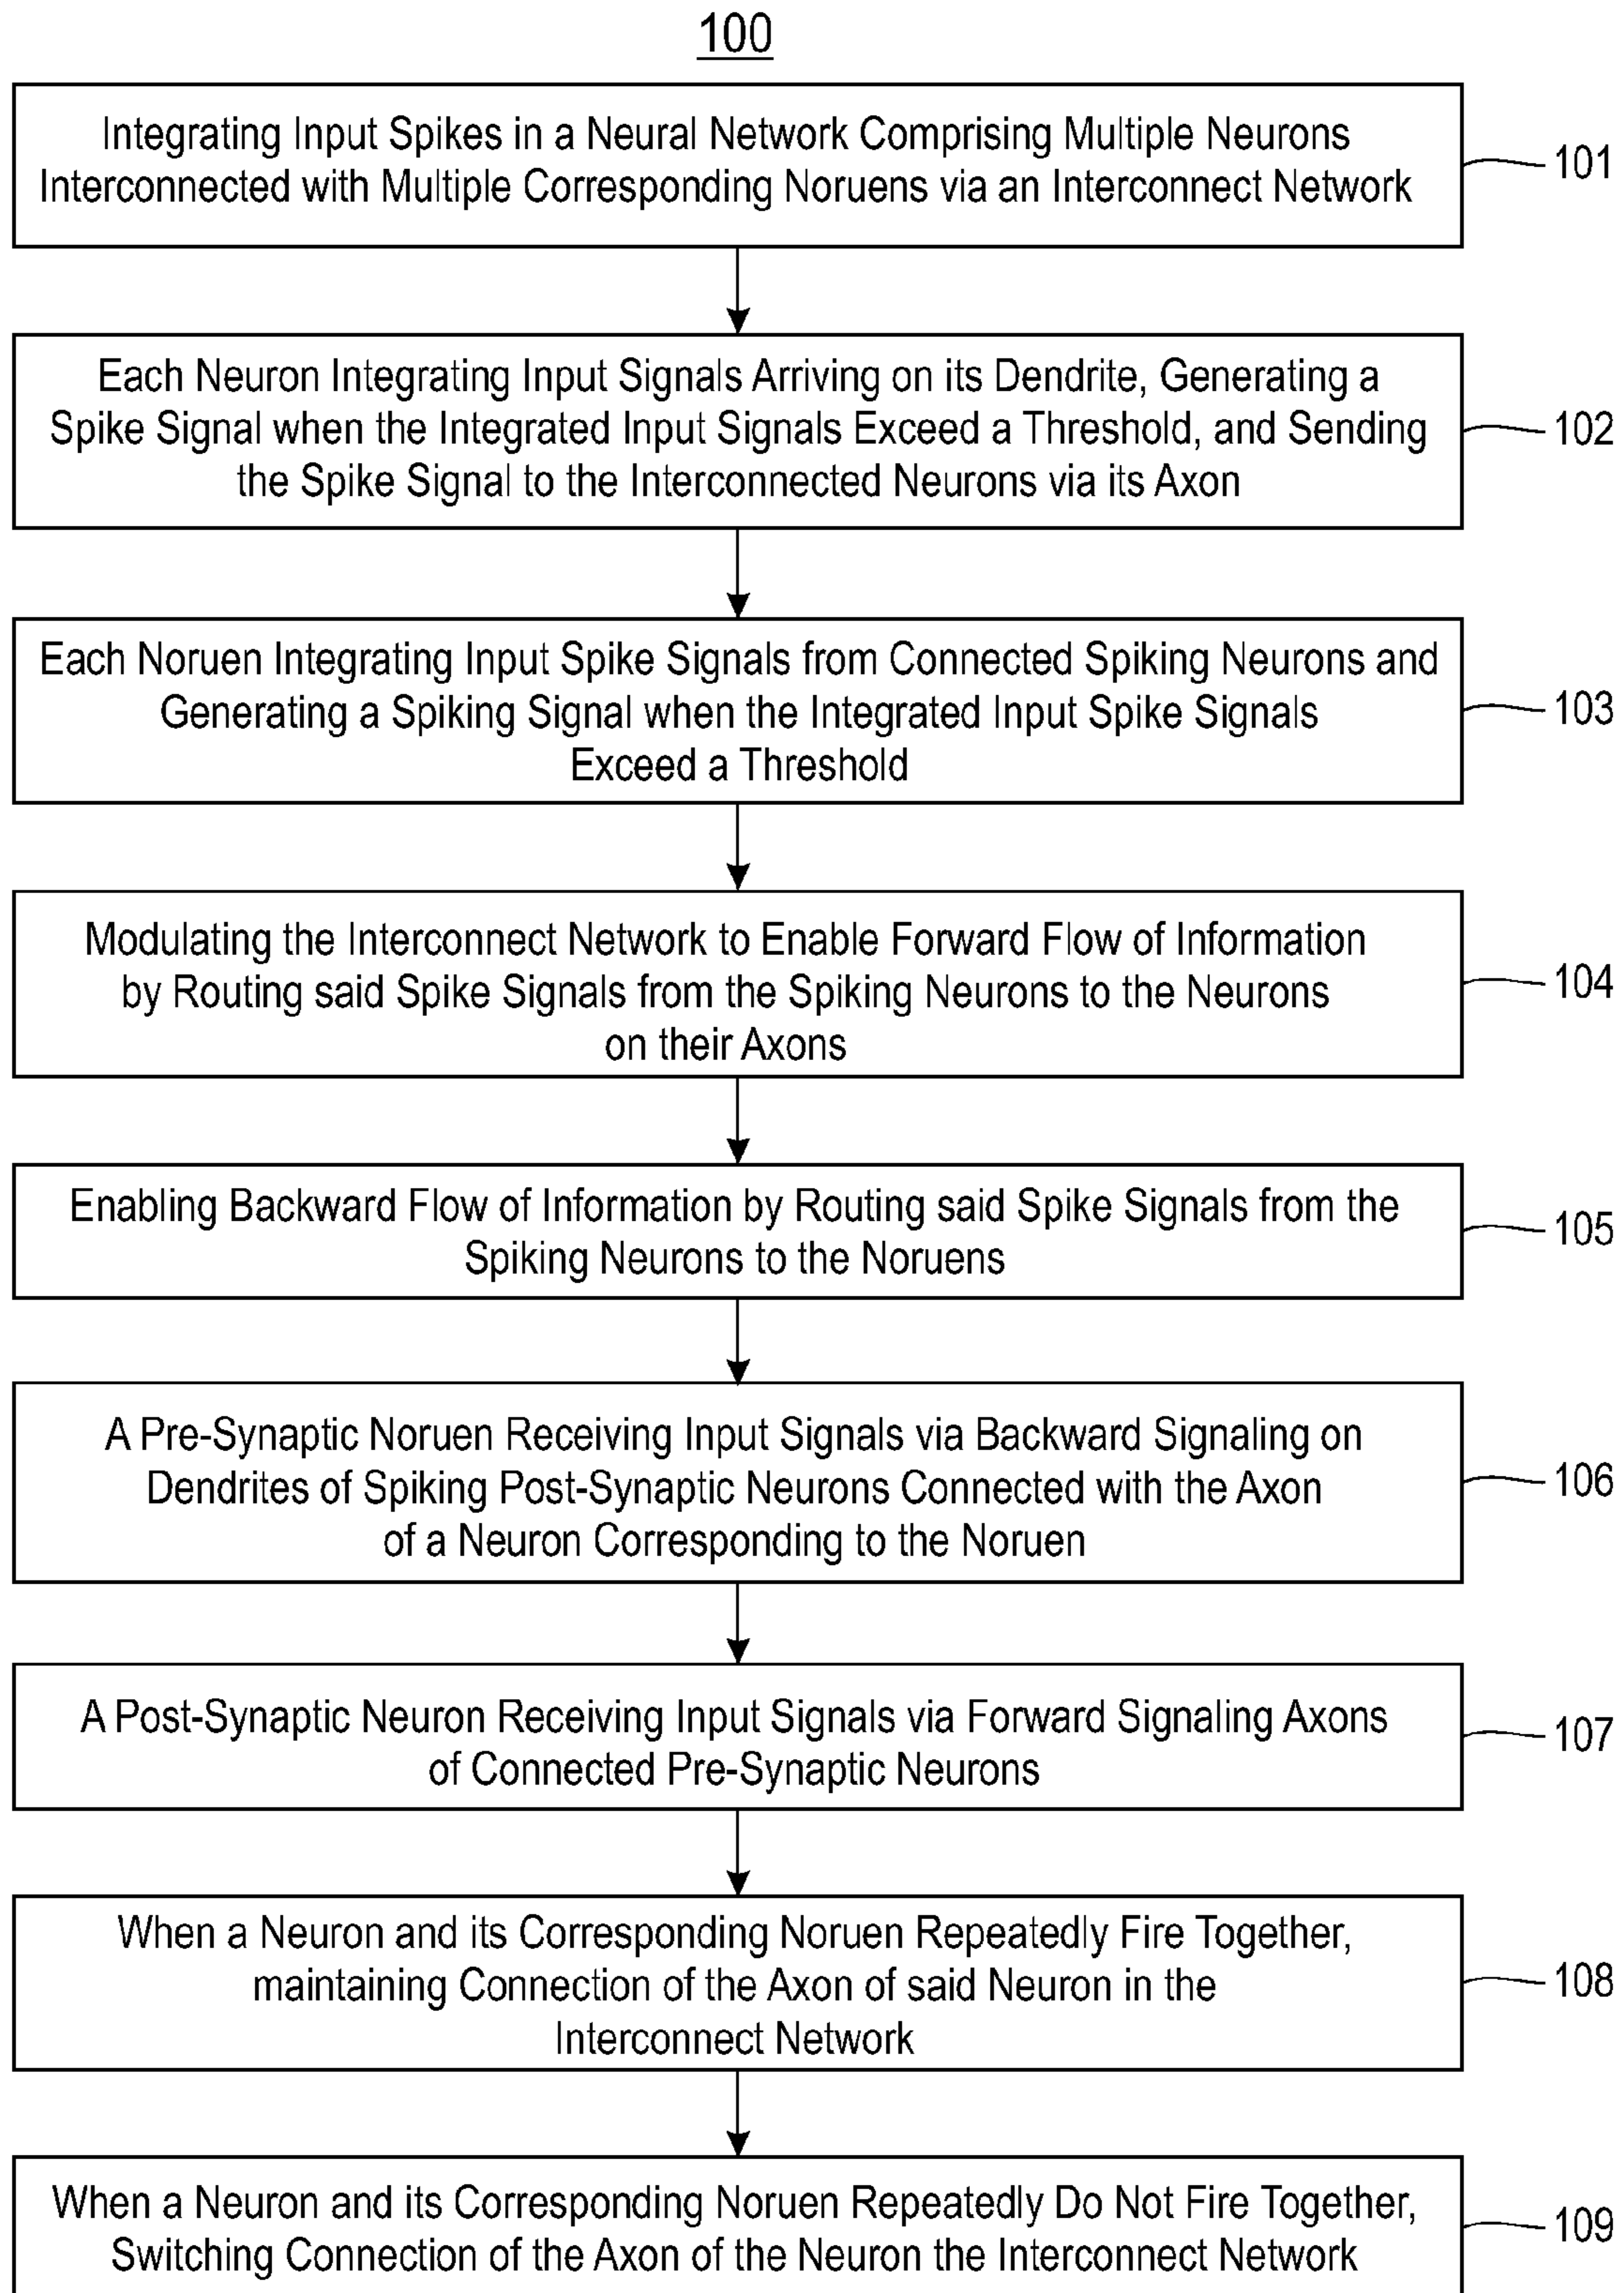 100
Integrating Input Spikes in a Neural Network Comprising Multiple Neurons
Interconnected with Multiple Corresponding Noruens via an Interconnect Network
101
Each Neuron Integrating Input Signals Arriving on its Dendrite, Generating a
Spike Signal when the Integrated Input Signals Exceed a Threshold, and Sending
the Spike Signal to the Interconnected Neurons via its Axon
102
Each Noruen Integrating Input Spike Signals from Connected Spiking Neurons and
Generating a Spiking Signal when the Integrated Input Spike Signals
Exceed a Threshold
103
Modulating the Interconnect Network to Enable Forward Flow of Information
by Routing said Spike Signals from the Spiking Neurons to the Neurons
on their Axons
104
Enabling Backward Flow of Information by Routing said Spike Signals from the
Spiking Neurons to the Noruens
105
A Pre-Synaptic Noruen Receiving Input Signals via Backward Signaling on
Dendrites of Spiking Post-Synaptic Neurons Connected with the Axon
of a Neuron Corresponding to the Noruen
106
A Post-Synaptic Neuron Receiving Input Signals via Forward Signaling Axons
of Connected Pre-Synaptic Neurons
107
When a Neuron and its Corresponding Noruen Repeatedly Fire Together,
maintaining Connection of the Axon of said Neuron in the
Interconnect Network
108
When a Neuron and its Corresponding Noruen Repeatedly Do Not Fire Together,
Switching Connection of the Axon of the Neuron the Interconnect Network
109